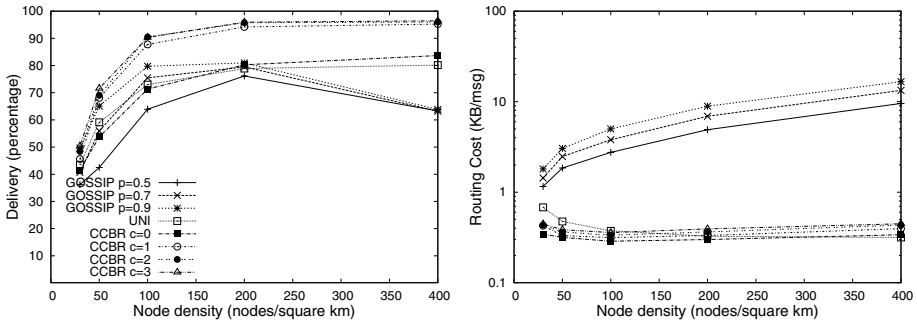 100
90
80
70
60
50
40
30
20
10
Delivery (percentage)
GOSSIP p=0.5
GOSSIP p=0.7
GOSSIP p=0.9
UNI
CCBR c=0
CCBR c=1
CCBR c=2
CCBR c=3
0 50 100 150 200 250 300 350 400
Node density (nodes/square km)
100
10
1
0.1
Routing Cost (KB/msg)
0 50 100 150 200 250 300 350 400
Node density (nodes/square km)